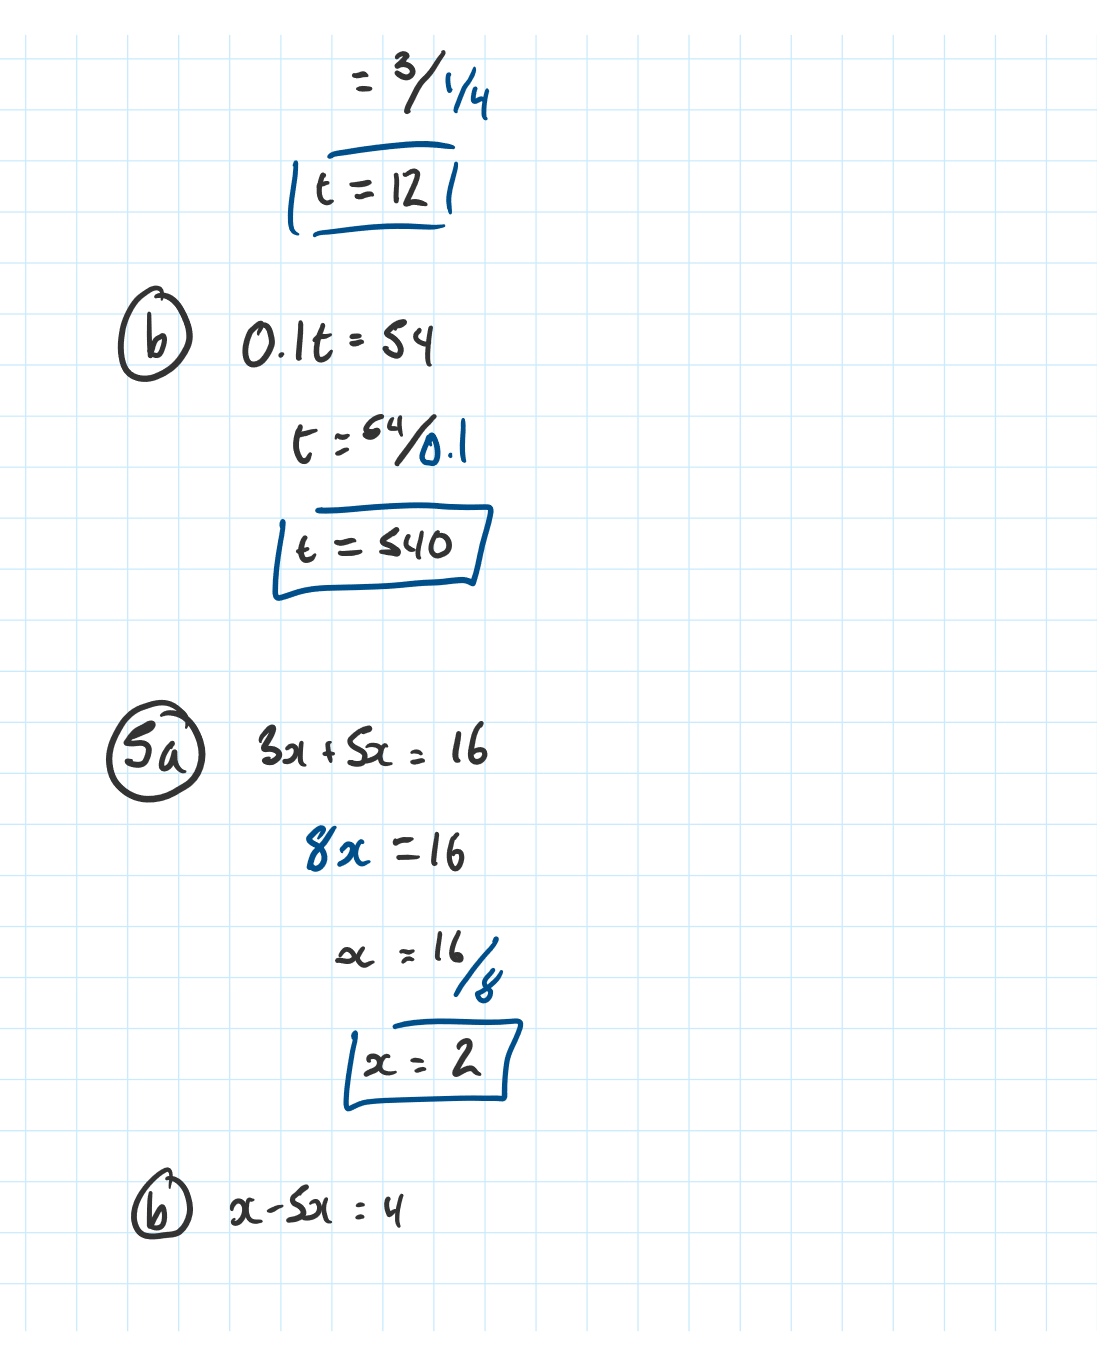 = 3/1/4
t = 12
b 0.1t = 54
t = 54/0.1
t = 540
5a 3x + 5x = 16
8x = 16
x = 16/8
x = 2
b x - 5x = 4